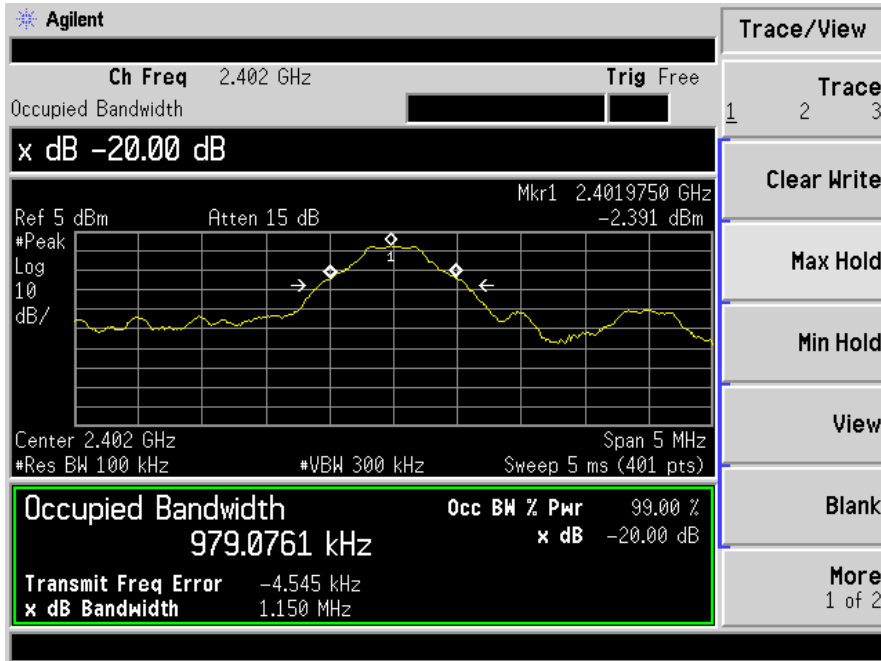 Agilent
Trace/View
Ch Freq 2.402 GHz Trig Free
Occupied Bandwidth
Trace
1 2 3
x dB -20.00 dB
Clear Write
Mkr1 2.4019750 GHz
Ref 5 dBm Atten 15 dB -2.391 dBm
#Peak
Log
10
dB/
1
Max Hold
Min Hold
View
Center 2.402 GHz Span 5 MHz
#Res BW 100 kHz #VBW 300 kHz Sweep 5 ms (401 pts)
Occupied Bandwidth Occ BW % Pwr 99.00 %
979.0761 kHz x dB -20.00 dB
Blank
Transmit Freq Error -4.545 kHz
x dB Bandwidth 1.150 MHz
More
1 of 2